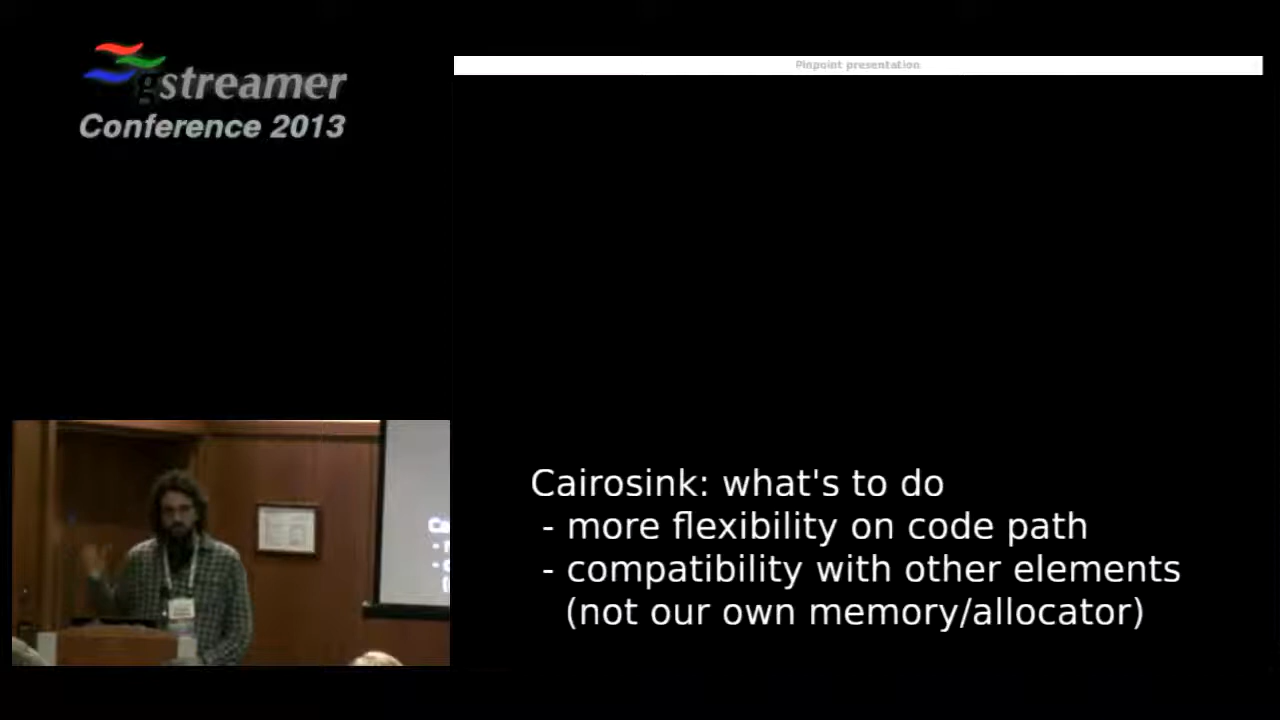 gstreamer
Conference 2013
Pinpoint presentation
Cairosink: what's to do
- more flexibility on code path
- compatibility with other elements
(not our own memory/allocator)